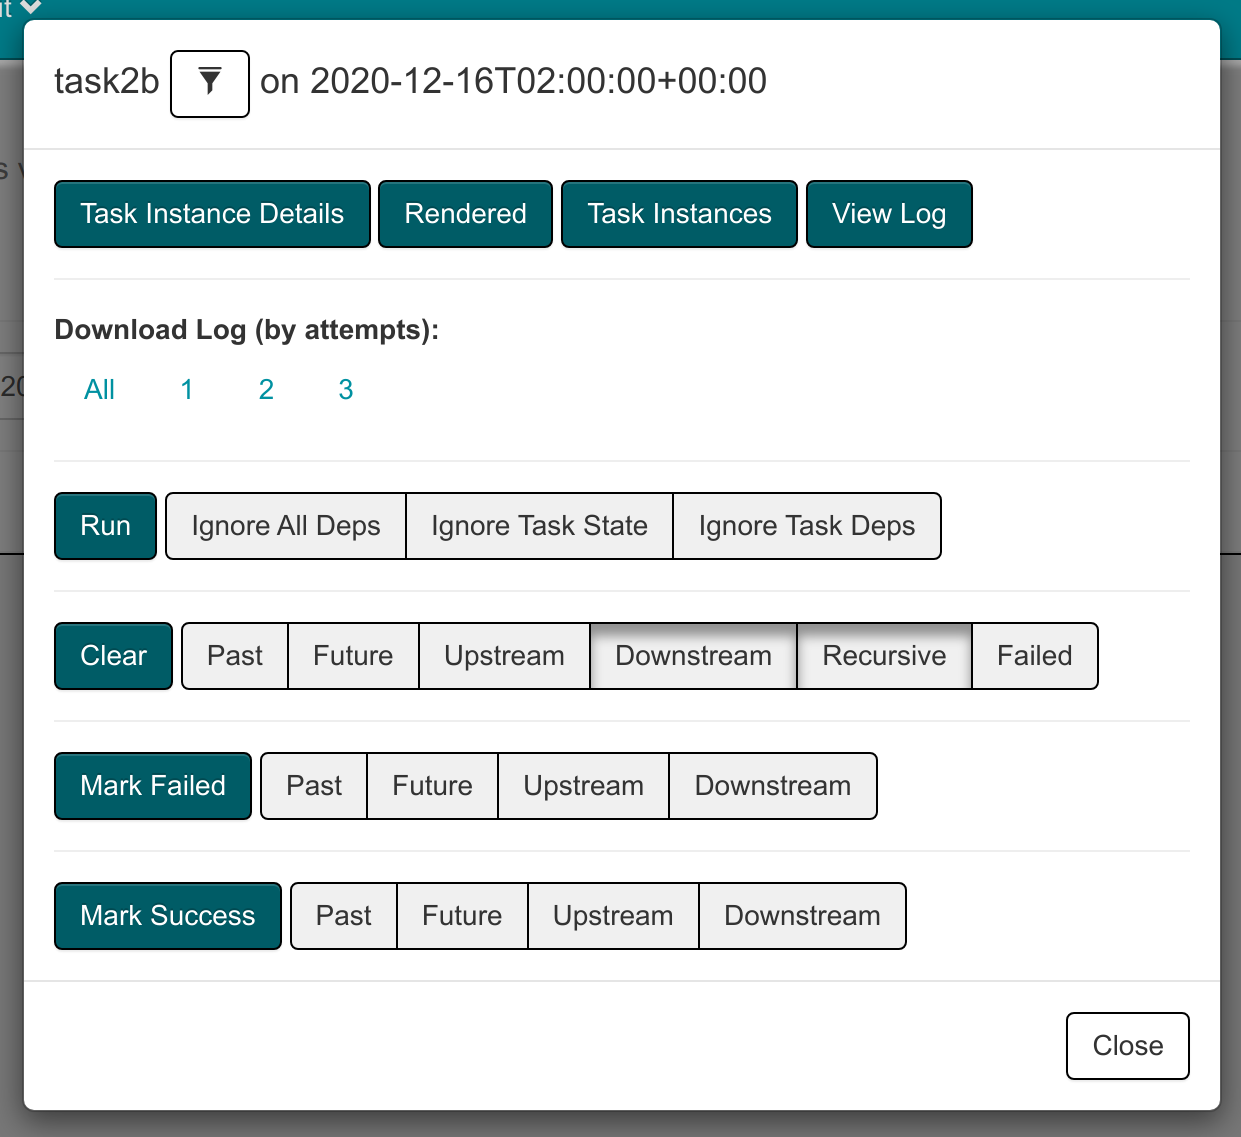 task2b on 2020-12-16T02:00:00+00:00
Task Instance Details Rendered Task Instances View Log
Download Log (by attempts):
All 1 2 3
Run Ignore All Deps Ignore Task State Ignore Task Deps
Clear Past Future Upstream Downstream Recursive Failed
Mark Failed Past Future Upstream Downstream
Mark Success Past Future Upstream Downstream
Close